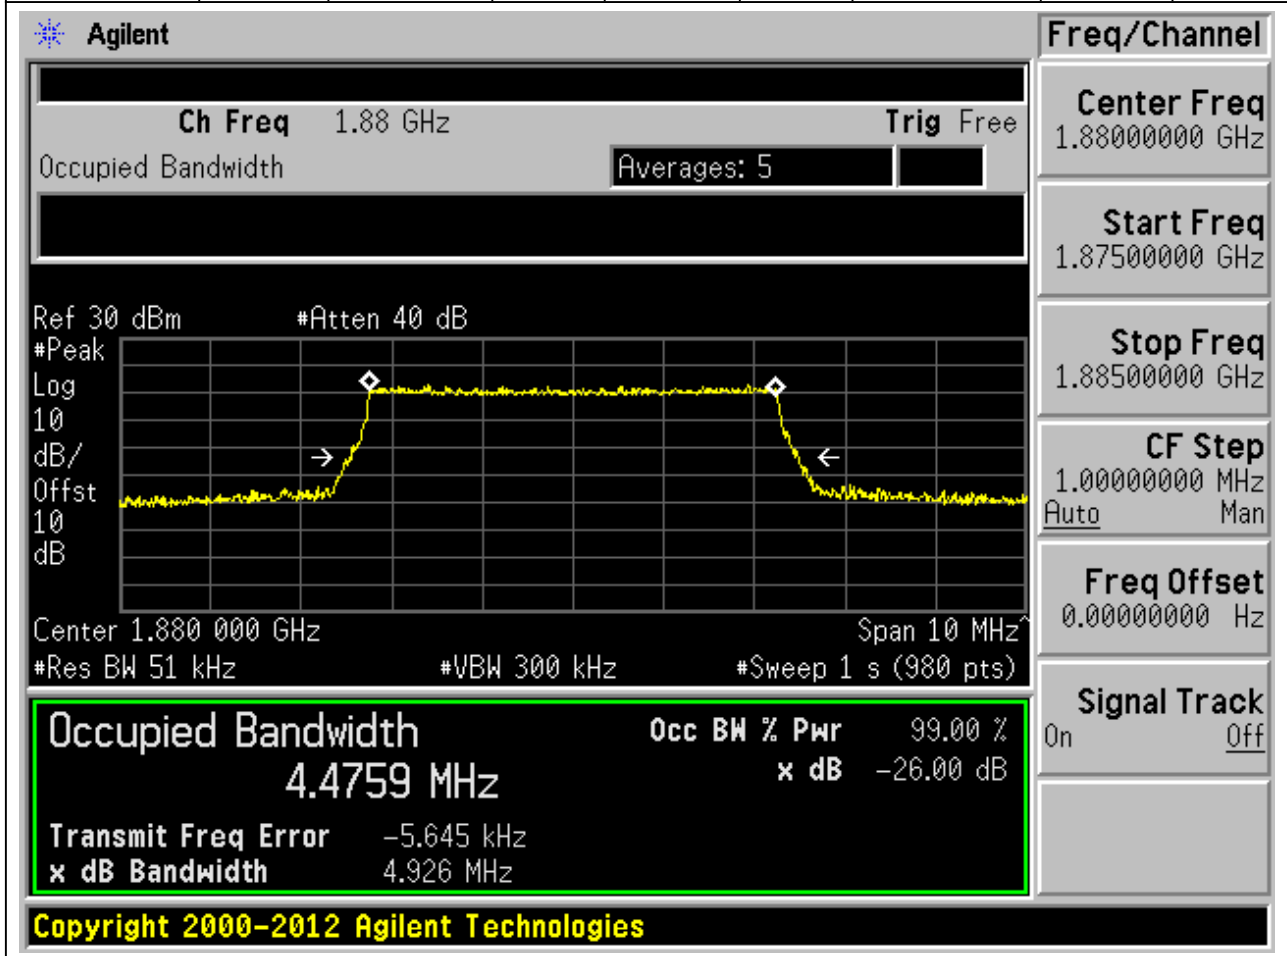 Agilent
Freq/Channel
Ch Freq 1.88 GHz Trig Free
Occupied Bandwidth Averages: 5
Center Freq
1.88000000 GHz
Start Freq
1.87500000 GHz
Stop Freq
1.88500000 GHz
CF Step
1.00000000 MHz
Auto Man
Freq Offset
0.00000000 Hz
Signal Track
On Off
Ref 30 dBm #Atten 40 dB
#Peak
Log
10
dB/
Offst
10
dB
Center 1.880 000 GHz Span 10 MHz^
#Res BW 51 kHz #VBW 300 kHz #Sweep 1 s (980 pts)
Occupied Bandwidth Occ BW % Pwr 99.00 %
4.4759 MHz x dB -26.00 dB
Transmit Freq Error -5.645 kHz
x dB Bandwidth 4.926 MHz
Copyright 2000-2012 Agilent Technologies